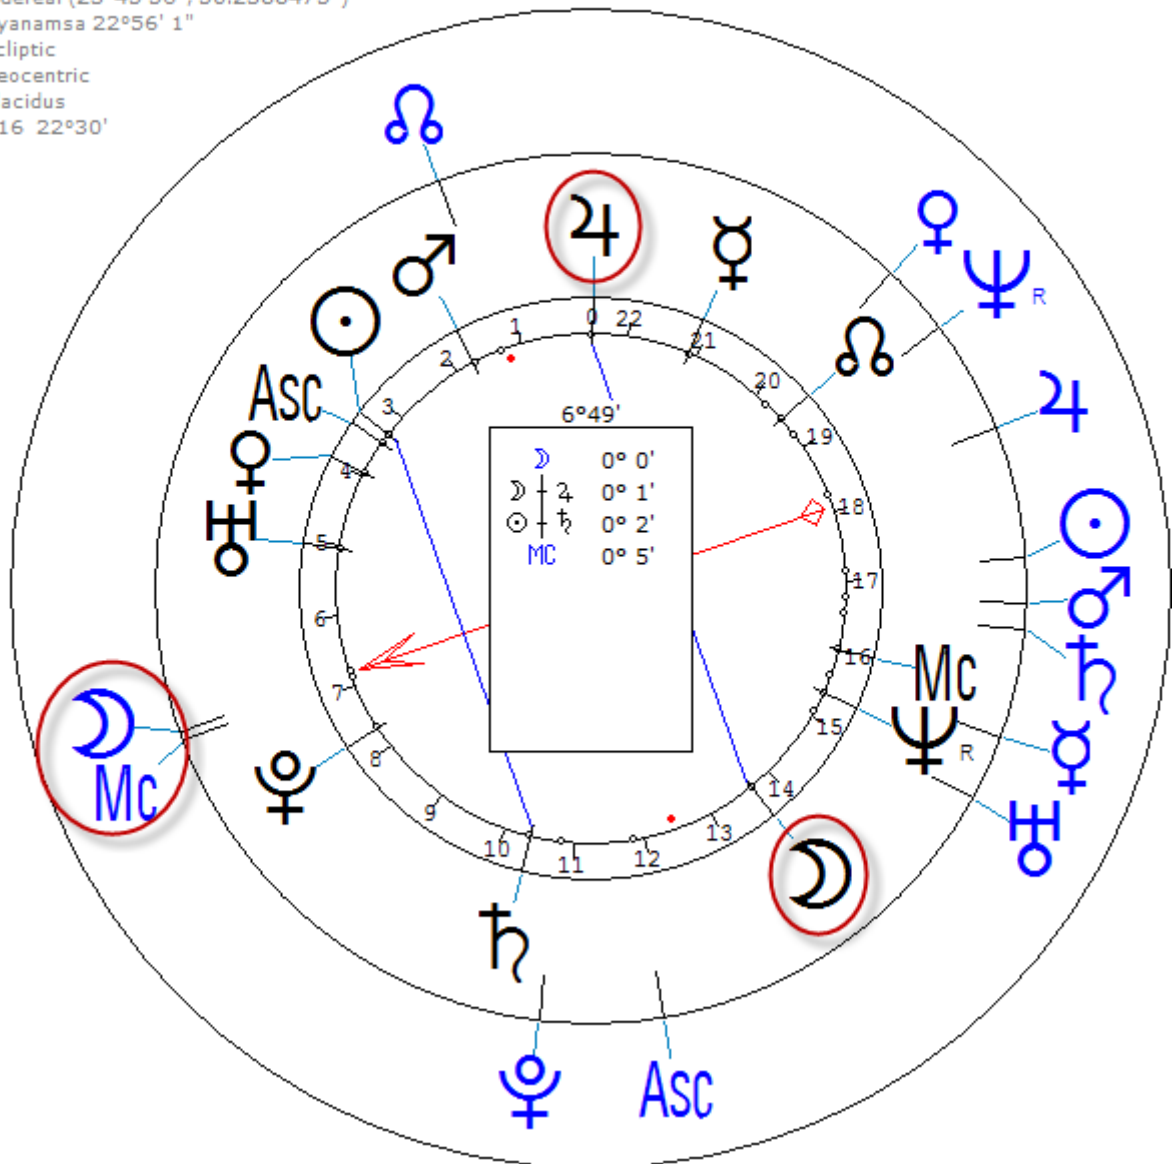 yanamsa 22°56' 1"
cliptic
eocentric
acidus
16 22°30'
R
0
22
21
20
19
18
17
16
15
14
13
12
11
10
9
8
7
6
5
4
3
2
1
Asc
6°49'
☽ 0° 0'
☽ ┼ ♃ 0° 1'
☉ ┼ ♄ 0° 2'
MC 0° 5'
Mc
R
Mc
Asc